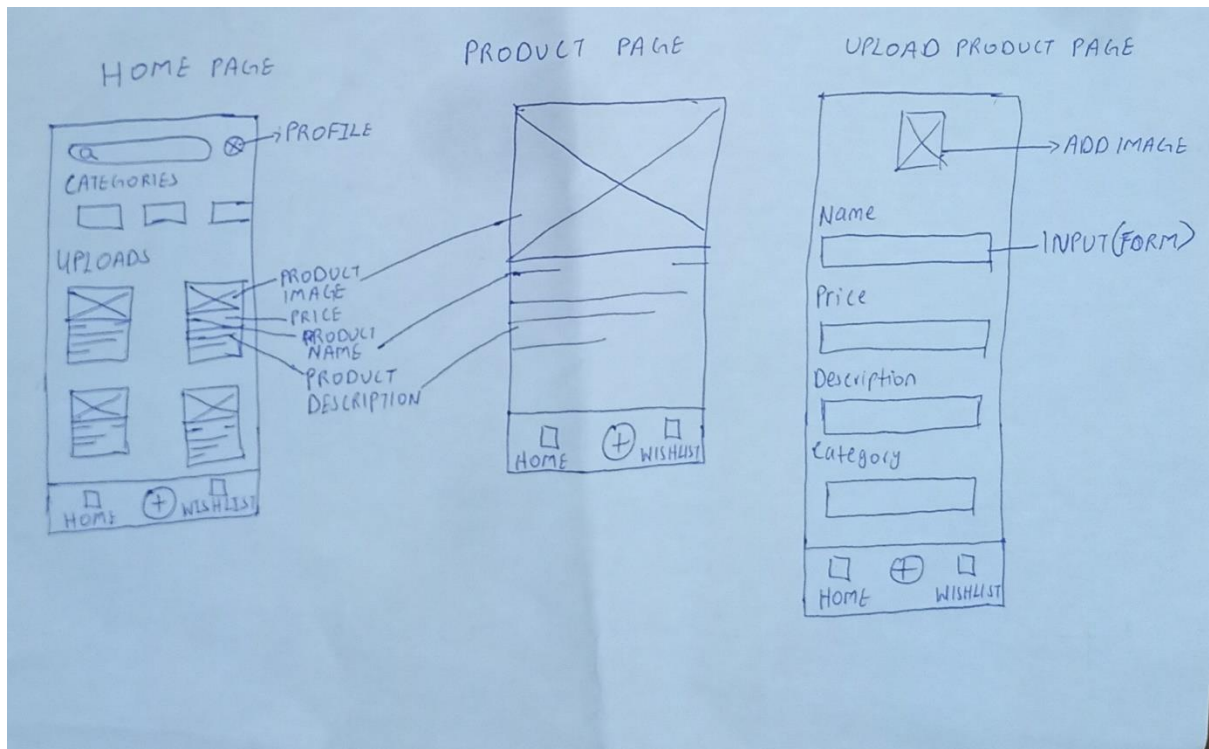 HOME PAGE
PROFILE
CATEGORIES
UPLOADS
HOME
WISHLIST
PRODUCT
IMAGE
PRICE
PRODUCT
NAME
PRODUCT
DESCRIPTION
PRODUCT PAGE
HOME
WISHLIST
UPLOAD PRODUCT PAGE
ADD IMAGE
Name
INPUT(FORM)
Price
Description
Category
HOME
WISHLIST